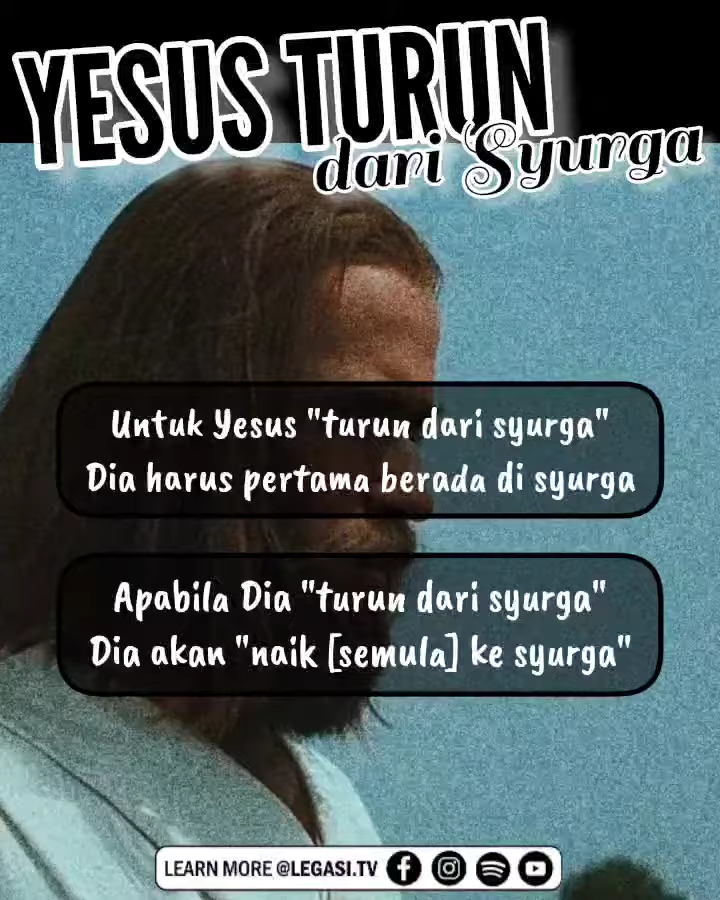 YESUS TURUN
dari Syurga
Untuk Yesus "turun dari syurga"
Dia harus pertama berada di syurga
Apabila Dia "turun dari syurga"
Dia akan "naik [semula] ke syurga"
LEARN MORE @LEGASI.TV